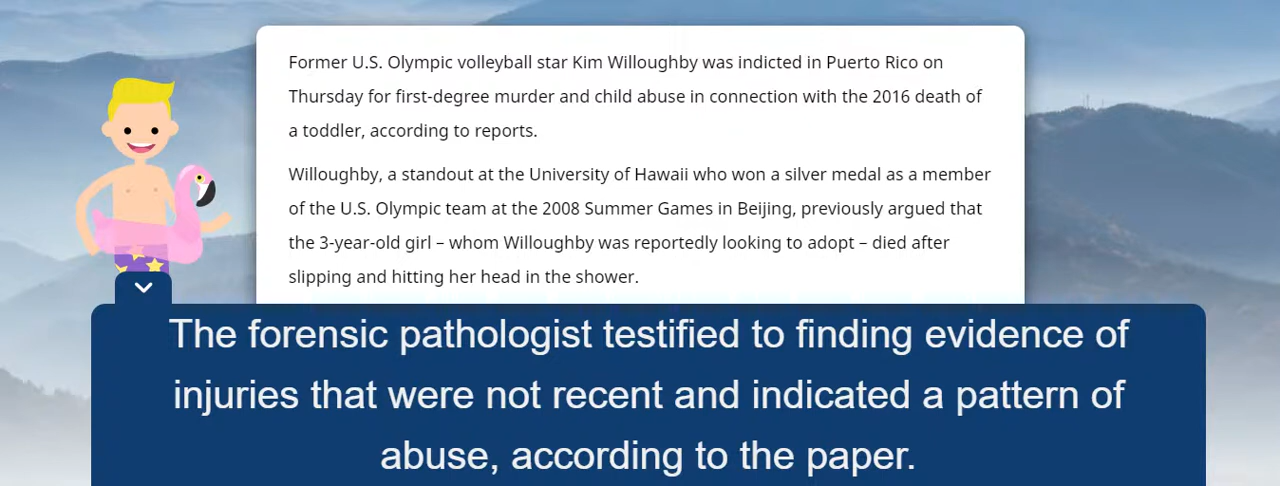 Former U.S. Olympic volleyball star Kim Willoughby was indicted in Puerto Rico on
Thursday for first-degree murder and child abuse in connection with the 2016 death of
a toddler, according to reports.
Willoughby, a standout at the University of Hawaii who won a silver medal as a member
of the U.S. Olympic team at the 2008 Summer Games in Beijing, previously argued that
the 3-year-old girl – whom Willoughby was reportedly looking to adopt – died after
slipping and hitting her head in the shower.
The forensic pathologist testified to finding evidence of
injuries that were not recent and indicated a pattern of
abuse, according to the paper.